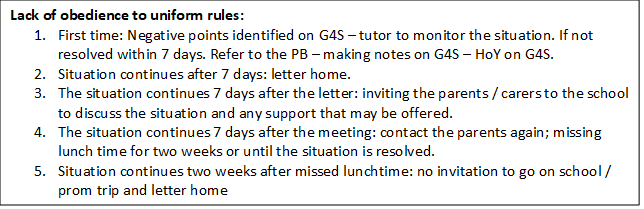 Lack of obedience to uniform rules:
1. First time: Negative points identified on G4S – tutor to monitor the situation. If not
resolved within 7 days. Refer to the PB – making notes on G4S – HoY on G4S.
2. Situation continues after 7 days: letter home.
3. The situation continues 7 days after the letter: inviting the parents / carers to the school
to discuss the situation and any support that may be offered.
4. The situation continues 7 days after the meeting: contact the parents again; missing
lunch time for two weeks or until the situation is resolved.
5. Situation continues two weeks after missed lunchtime: no invitation to go on school /
prom trip and letter home